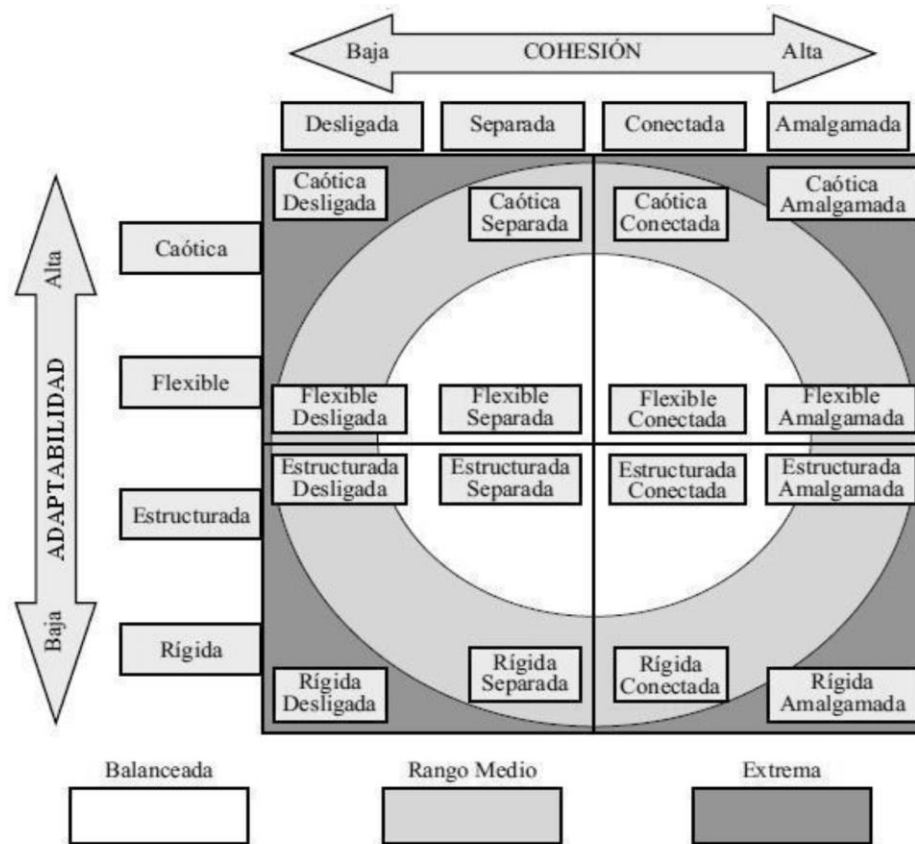 Baja COHESIÓN Alta
Desligada Separada Conectada Amalgamada
Caótica
Desligada
Caótica
Separada
Caótica
Conectada
Caótica
Amalgamada
Alta
ADAPTABILIDAD
Baja
Caótica
Flexible
Estructurada
Rígida
Flexible
Desligada
Flexible
Separada
Flexible
Conectada
Flexible
Amalgamada
Estructurada
Desligada
Estructurada
Separada
Estructurada
Conectada
Estructurada
Amalgamada
Rígida
Desligada
Rígida
Separada
Rígida
Conectada
Rígida
Amalgamada
Balanceada Rango Medio Extrema